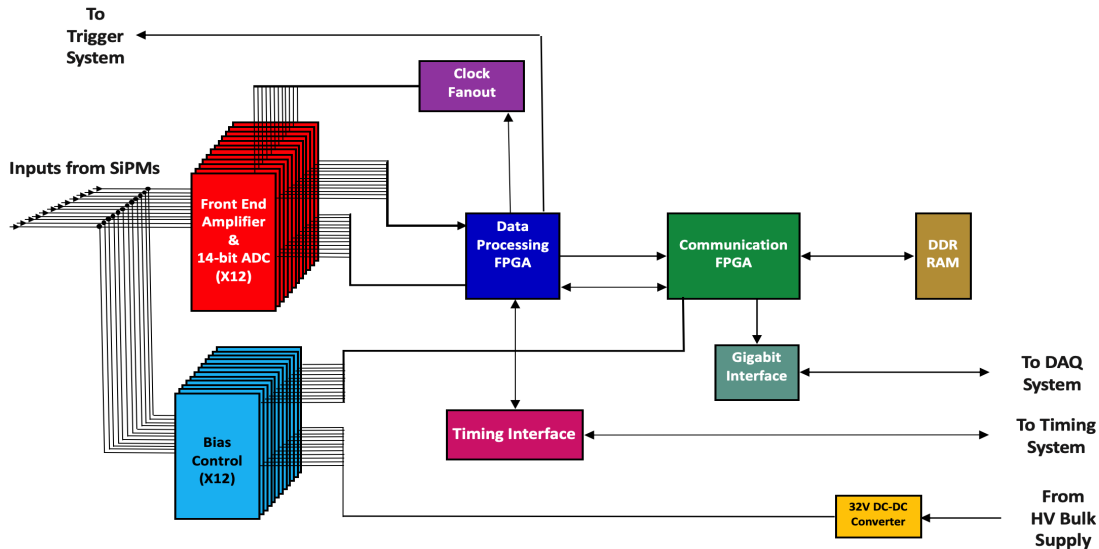 To
Trigger
System
Clock
Fanout
Inputs from SiPMs
Front End
Amplifier
&
14-bit ADC
(X12)
Data
Processing
FPGA
Communication
FPGA
DDR
RAM
Gigabit
Interface
To DAQ
System
Bias
Control
(X12)
Timing Interface
To Timing
System
32V DC-DC
Converter
From
HV Bulk
Supply